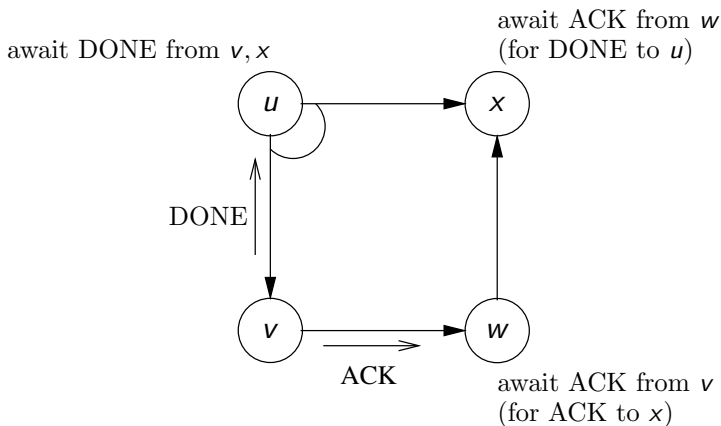 await ACK from w
(for DONE to u)
await DONE from v, x
u
x
DONE
v
w
ACK
await ACK from v
(for ACK to x)